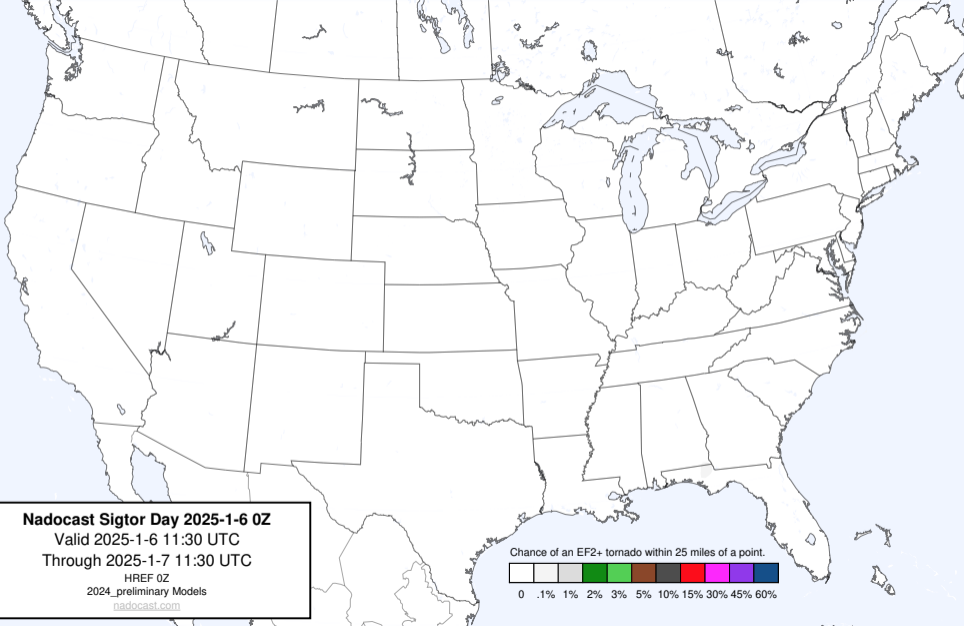 Nadocast Sigtor Day 2025-1-6 0Z
Valid 2025-1-6 11:30 UTC
Through 2025-1-7 11:30 UTC
HREF 0Z
2024_preliminary Models
nadocast.com
Chance of an EF2+ tornado within 25 miles of a point.
0 .1% 1% 2% 3% 5% 10% 15% 30% 45% 60%